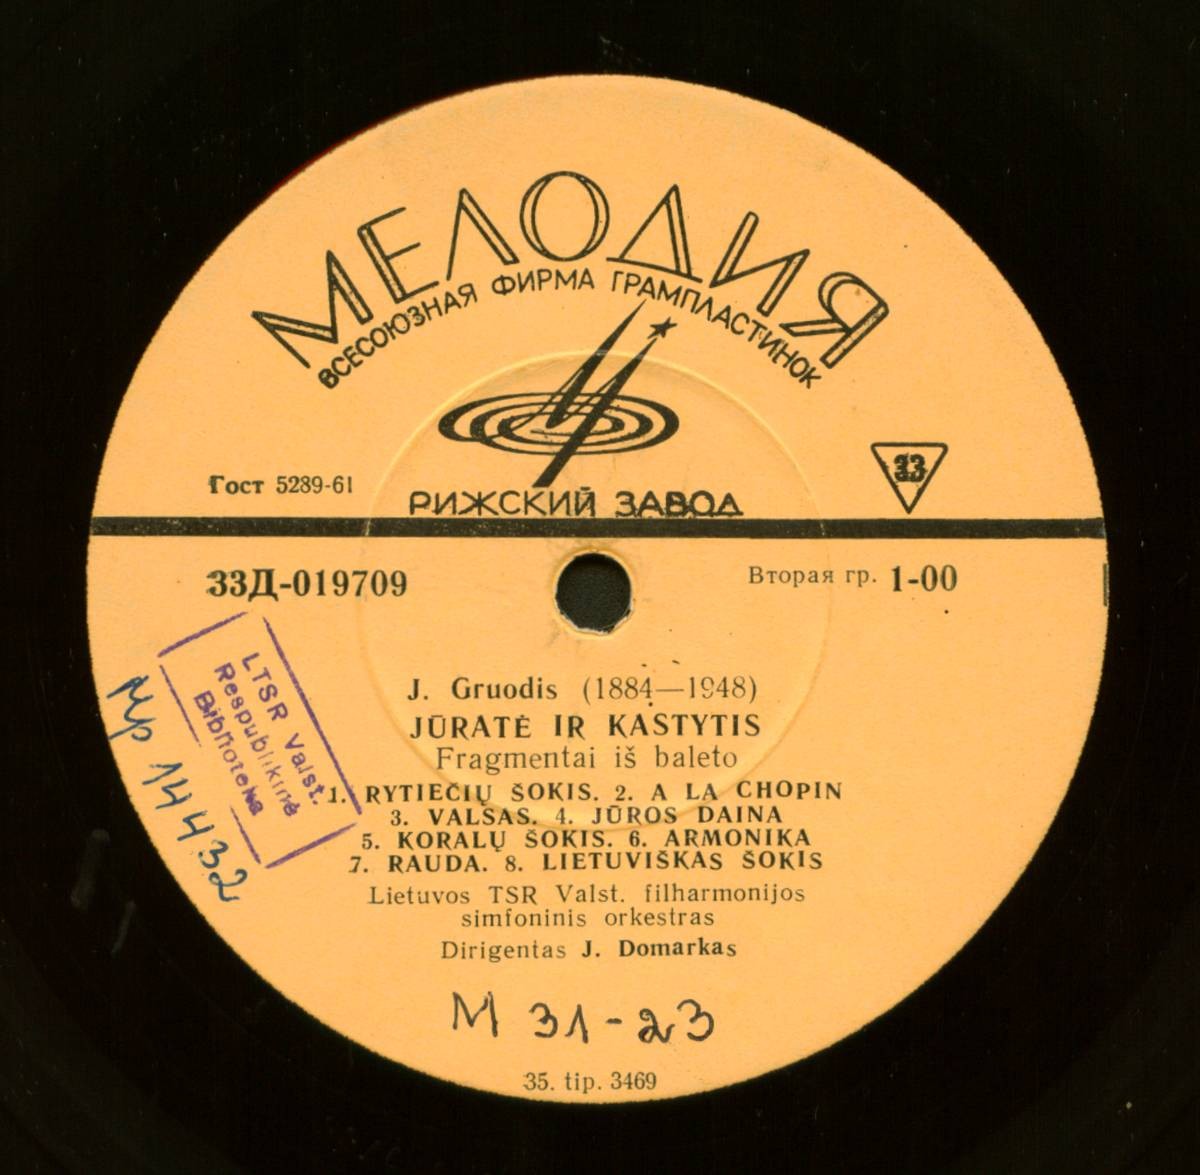 МЕЛОДИЯ
ВСЕСОЮЗНАЯ ФИРМА ГРАМПЛАСТИНОК
Гост 5289-61
33
РИЖСКИЙ ЗАВОД
33Д-019709
Вторая гр. 1-00
LTSR Valst.
Respublikinė
Biblioteka
Mp 14432
J. Gruodis (1884—1948)
JŪRATĖ IR KASTYTIS
Fragmentai iš baleto
1. RYTIEČIŲ ŠOKIS. 2. A LA CHOPIN
3. VALSAS. 4. JŪROS DAINA
5. KORALŲ ŠOKIS. 6. ARMONIKA
7. RAUDA. 8. LIETUVIŠKAS ŠOKIS
Lietuvos TSR Valst. filharmonijos
simfoninis orkestras
Dirigentas J. Domarkas
M 31-23
35. tip. 3469